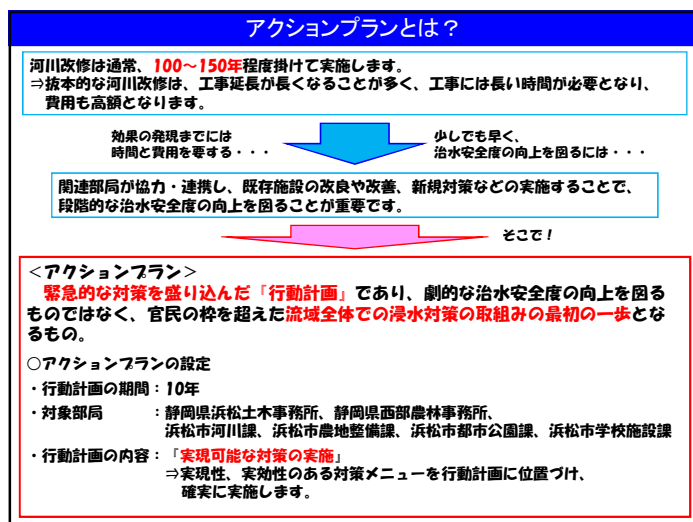 アクションプランとは？
河川改修は通常、100～150年程度掛けて実施します。
⇒抜本的な河川改修は、工事延長が長くなることが多く、工事には長い時間が必要となり、
費用も高額となります。
効果の発現までには
時間と費用を要する・・・
少しでも早く、
治水安全度の向上を図るには・・・
関連部局が協力・連携し、既存施設の改良や改善、新規対策などの実施することで、
段階的な治水安全度の向上を図ることが重要です。
そこで！
＜アクションプラン＞
緊急的な対策を盛り込んだ『行動計画』であり、劇的な治水安全度の向上を図る
ものではなく、官民の枠を超えた流域全体での浸水対策の取組みの最初の一歩とな
るもの。
○アクションプランの設定
・行動計画の期間：10年
・対象部局　　　：静岡県浜松土木事務所、静岡県西部農林事務所、
浜松市河川課、浜松市農地整備課、浜松市都市公園課、浜松市学校施設課
・行動計画の内容：「実現可能な対策の実施」
⇒実現性、実効性のある対策メニューを行動計画に位置づけ、
確実に実施します。